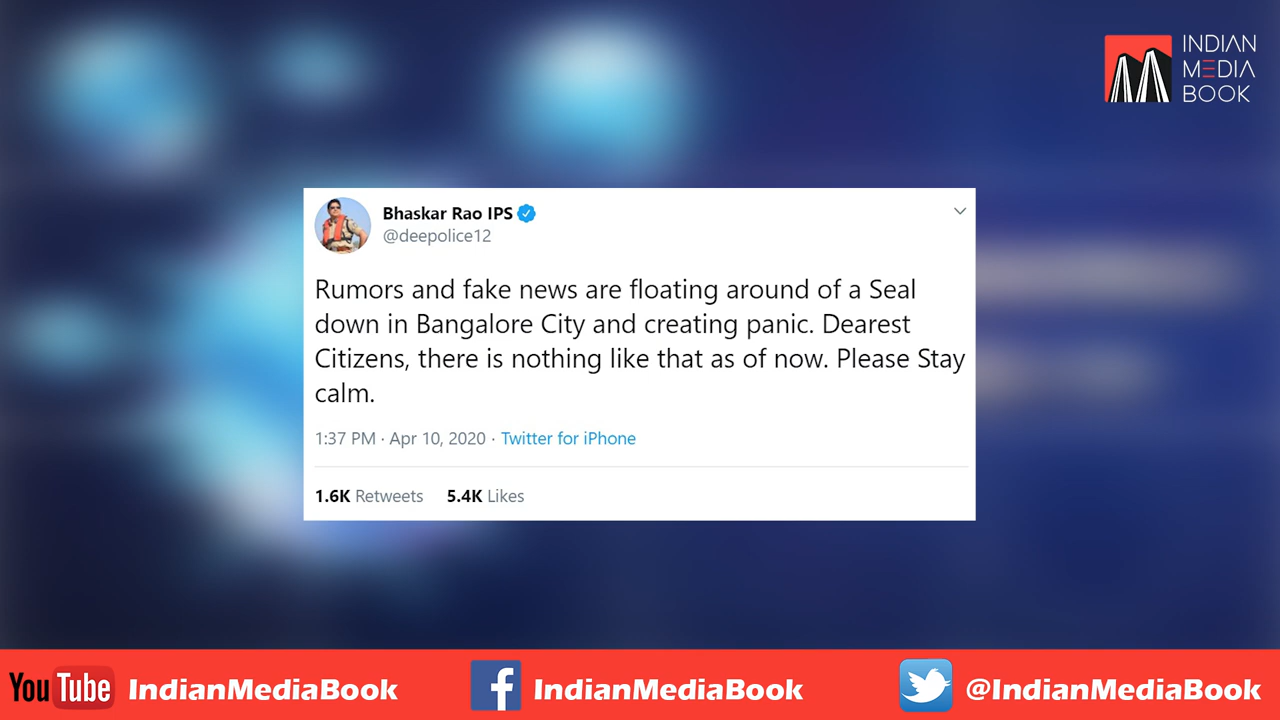 INDIAN
MEDIA
BOOK
Bhaskar Rao IPS
@deepolice12
Rumors and fake news are floating around of a Seal
down in Bangalore City and creating panic. Dearest
Citizens, there is nothing like that as of now. Please Stay
calm.
1:37 PM · Apr 10, 2020 · Twitter for iPhone
1.6K Retweets 5.4K Likes
YouTube IndianMediaBook f IndianMediaBook @IndianMediaBook